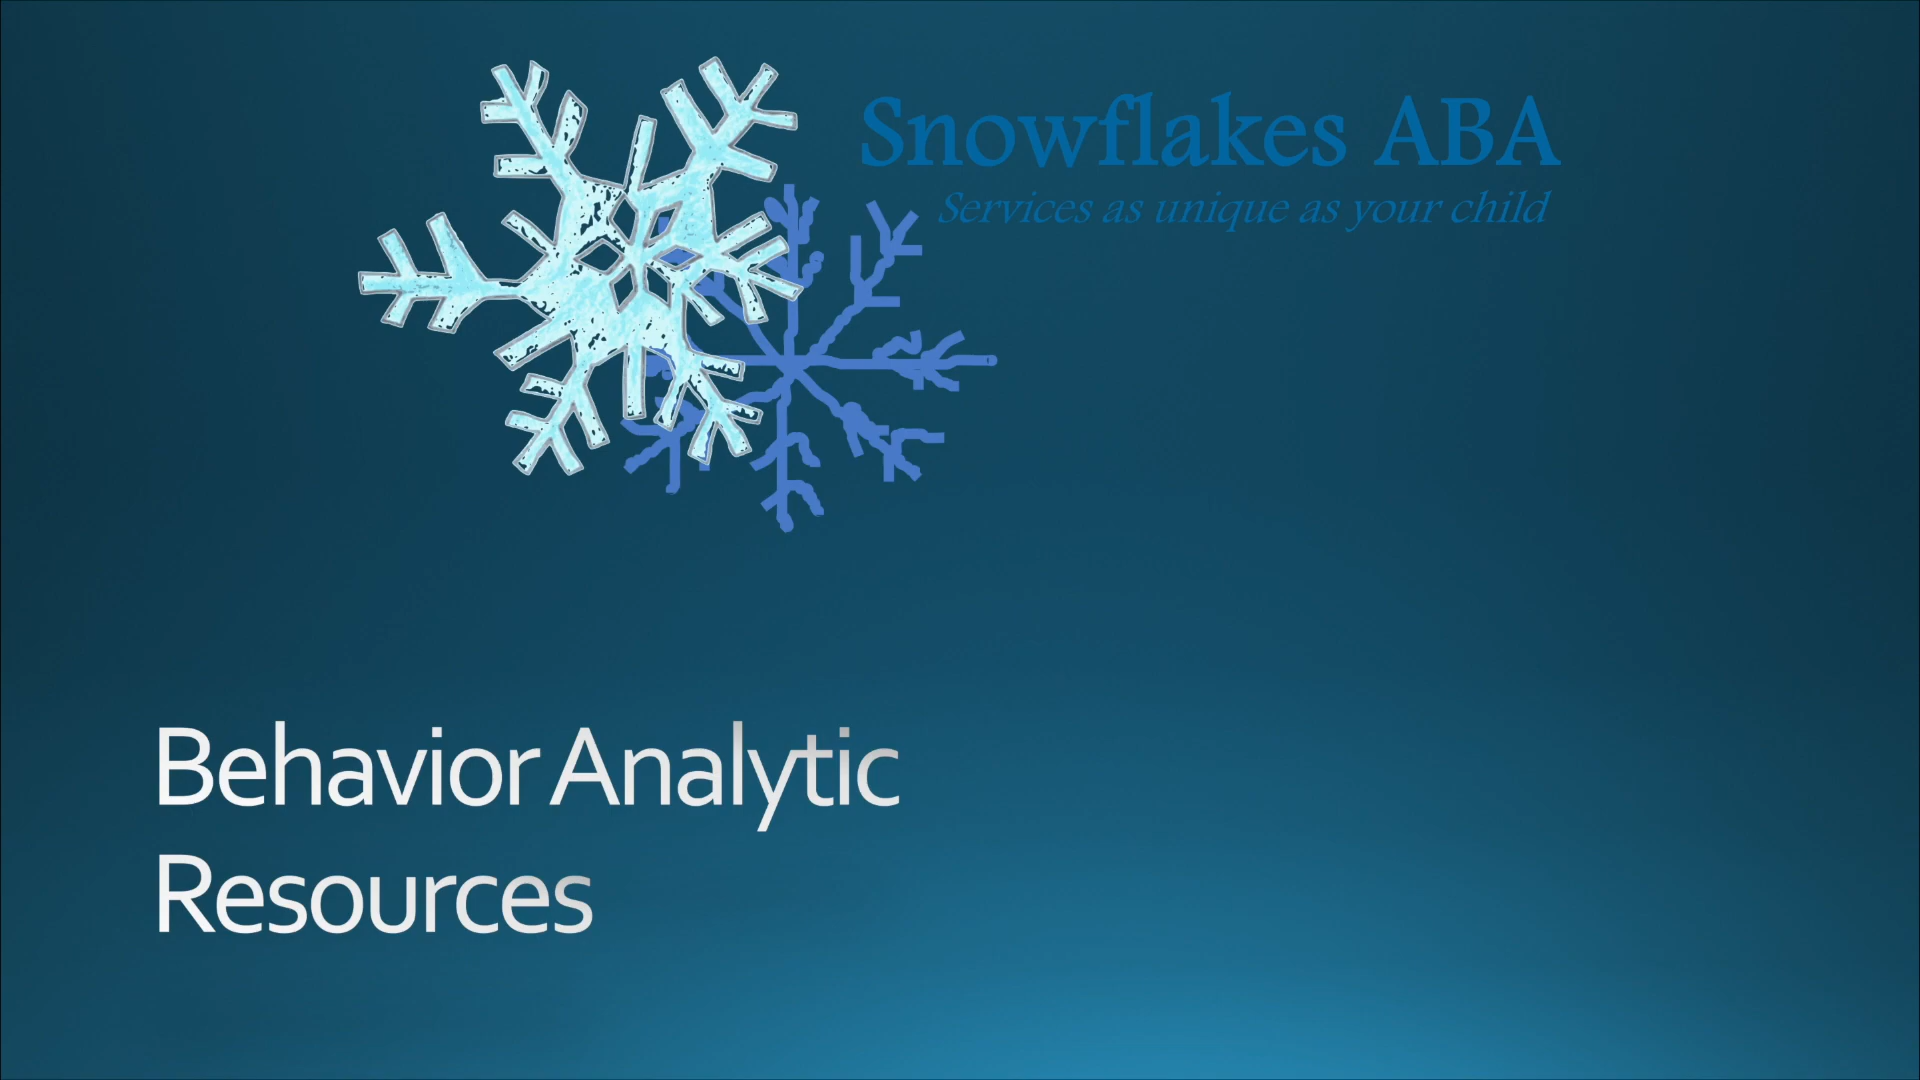 Snowflakes ABA
Services as unique as your child
Behavior Analytic
Resources